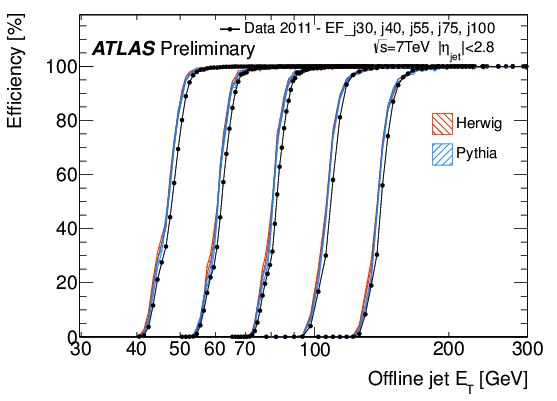 Data 2011 - EF_j30, j40, j55, j75, j100
ATLAS Preliminary
√s=7TeV |η_jet|<2.8
Efficiency [%]
100
80
60
40
20
0
Herwig
Pythia
30 40 50 60 70 100 200 300
Offline jet E_T [GeV]